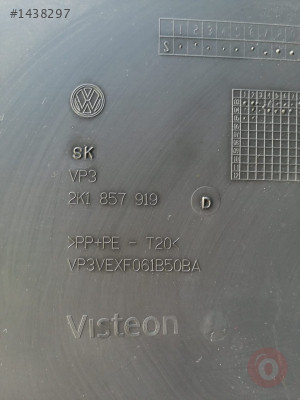 #1438297
SK
VP3
2K1 857 919
D
>PP+PE - T20<
VP3VEXF061B50BA
Visteon